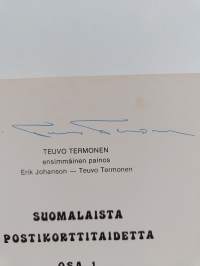 TEUVO TERMONEN
ensimmäinen painos
Erik Johanson — Teuvo Termonen
SUOMALAISTA
POSTIKORTTITAIDETTA
OSA 1